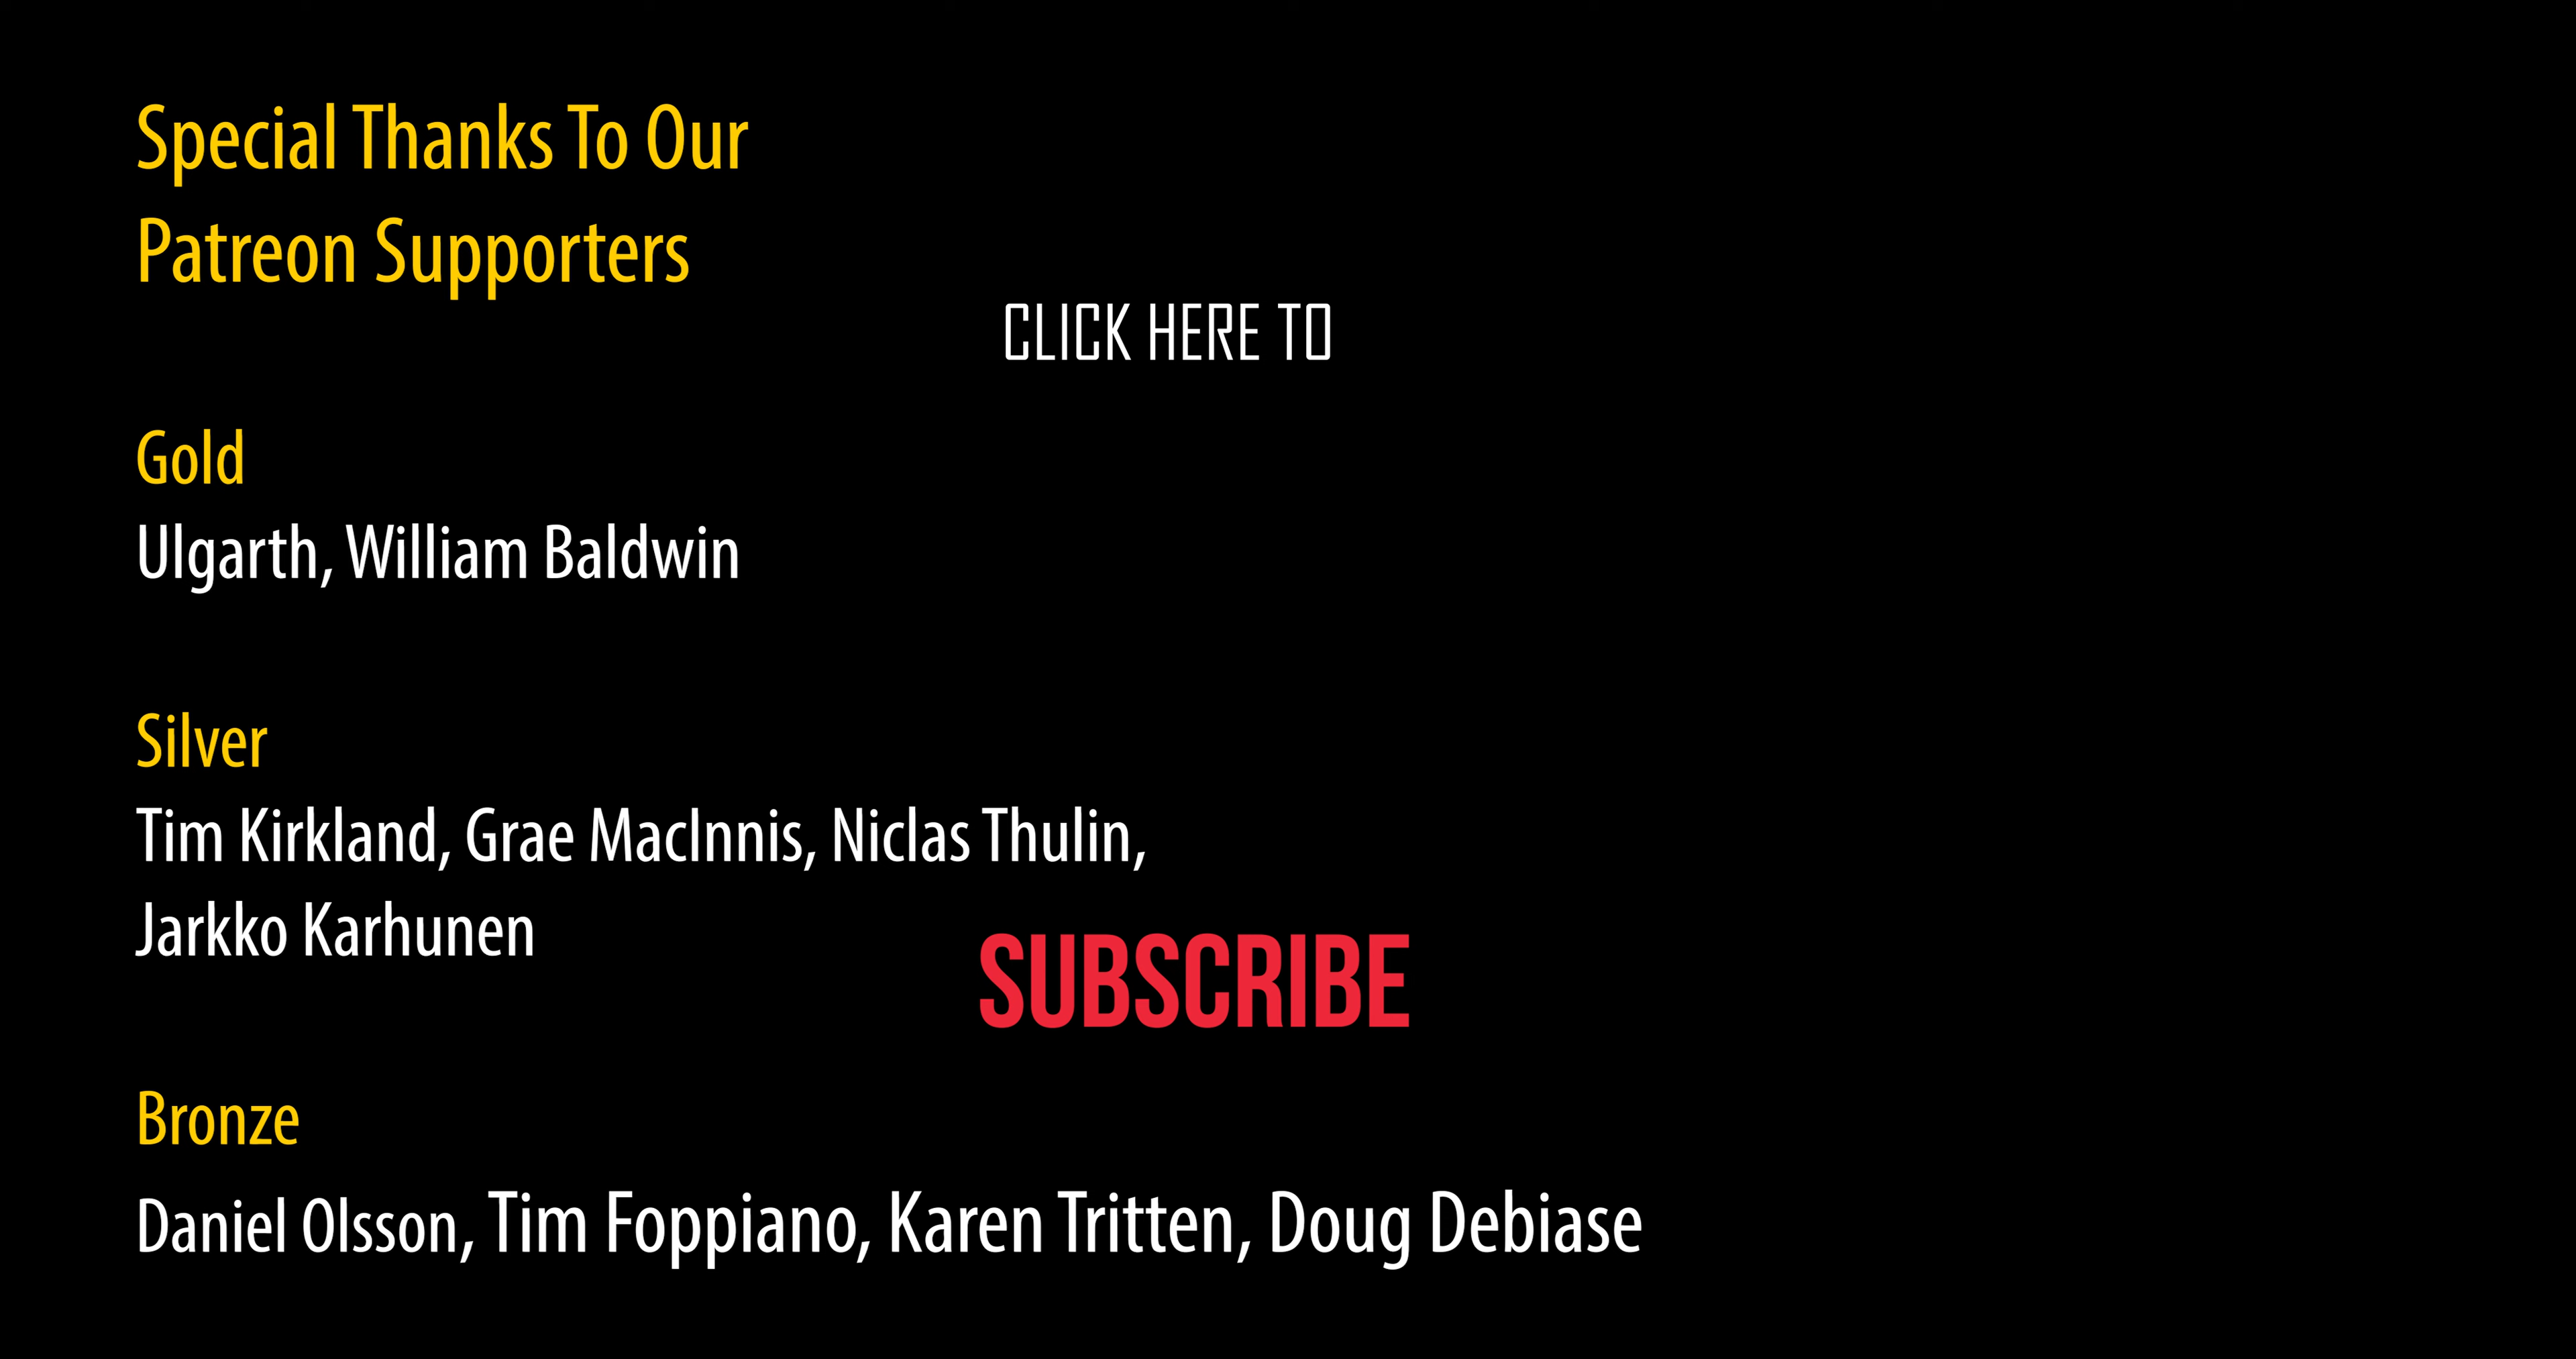 Special Thanks To Our
Patreon Supporters
CLICK HERE TO
Gold
Ulgarth, William Baldwin
Silver
Tim Kirkland, Grae MacInnis, Niclas Thulin,
Jarkko Karhunen
SUBSCRIBE
Bronze
Daniel Olsson, Tim Foppiano, Karen Tritten, Doug Debiase